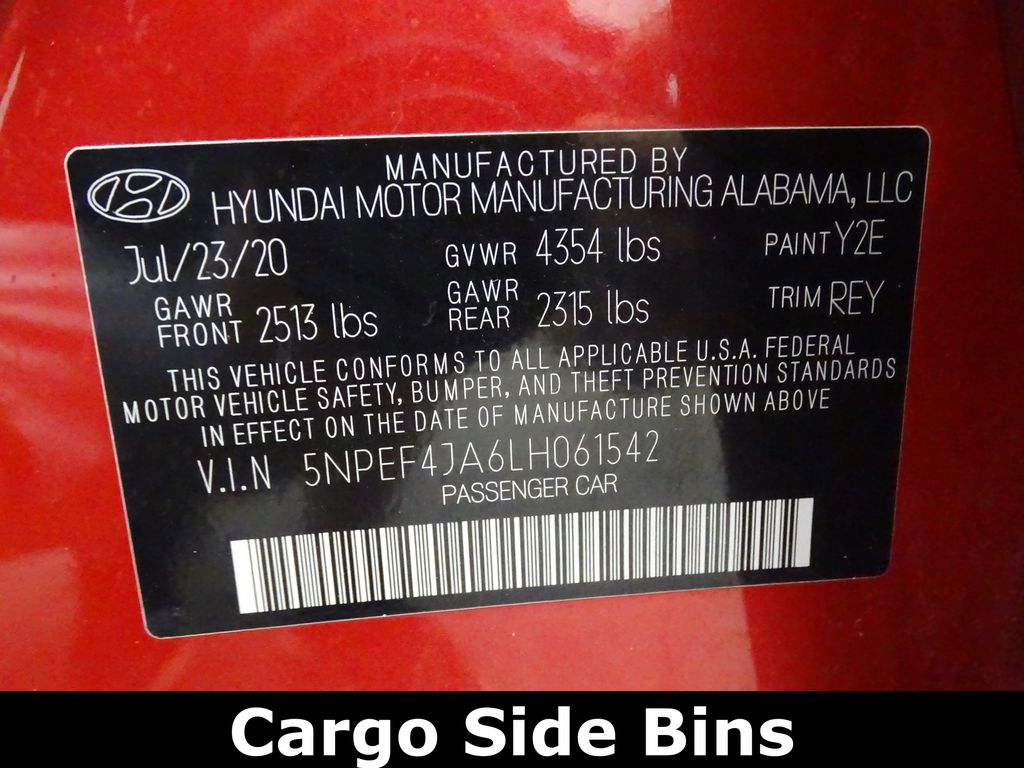 MANUFACTURED BY
HYUNDAI MOTOR MANUFACTURING ALABAMA, LLC
Jul/23/20 GVWR 4354 lbs PAINT Y2E
GAWR FRONT 2513 lbs GAWR REAR 2315 lbs TRIM REY
THIS VEHICLE CONFORMS TO ALL APPLICABLE U.S.A. FEDERAL
MOTOR VEHICLE SAFETY, BUMPER, AND THEFT PREVENTION STANDARDS
IN EFFECT ON THE DATE OF MANUFACTURE SHOWN ABOVE
V.I.N 5NPEF4JA6LH061542
PASSENGER CAR
Cargo Side Bins